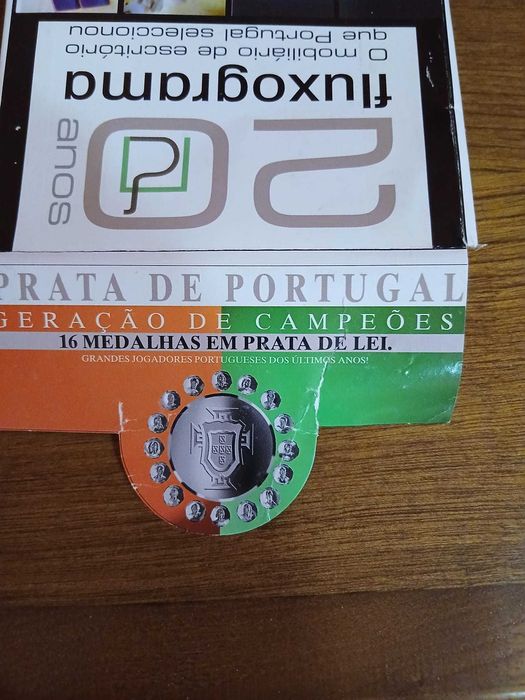 20
anos
fluxograma
O mobiliário de escritório
que Portugal seleccionou
PRATA DE PORTUGAL
GERAÇÃO DE CAMPEÕES
16 MEDALHAS EM PRATA DE LEI.
GRANDES JOGADORES PORTUGUESES DOS ÚLTIMOS ANOS!